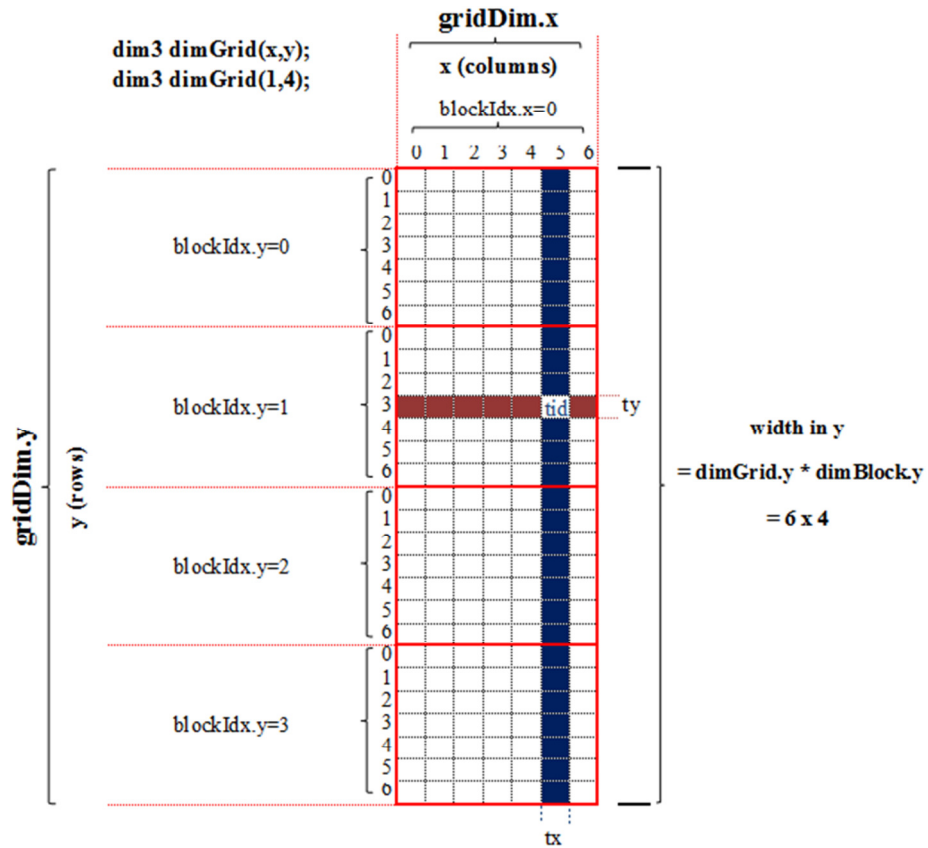 gridDim.x
dim3 dimGrid(x,y);
dim3 dimGrid(1,4);
x (columns)
blockIdx.x=0
0 1 2 3 4 5 6
gridDim.y
y (rows)
blockIdx.y=0
0
1
2
3
4
5
6
blockIdx.y=1
0
1
2
3
4
5
6
tid
ty
width in y
= dimGrid.y * dimBlock.y
= 6 x 4
blockIdx.y=2
0
1
2
3
4
5
6
blockIdx.y=3
0
1
2
3
4
5
6
tx